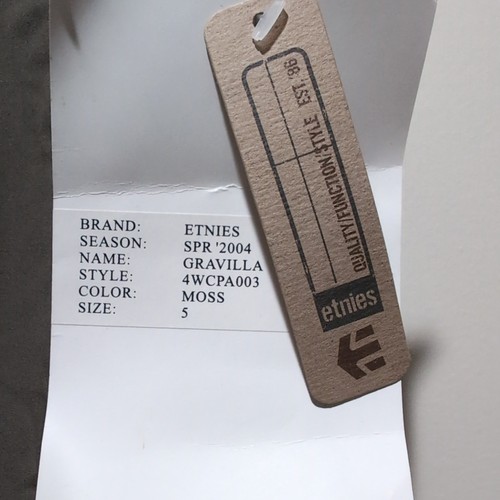 BRAND: ETNIES
SEASON: SPR '2004
NAME: GRAVILLA
STYLE: 4WCPA003
COLOR: MOSS
SIZE: 5
QUALITY/FUNCTION/STYLE EST. '86
etnies